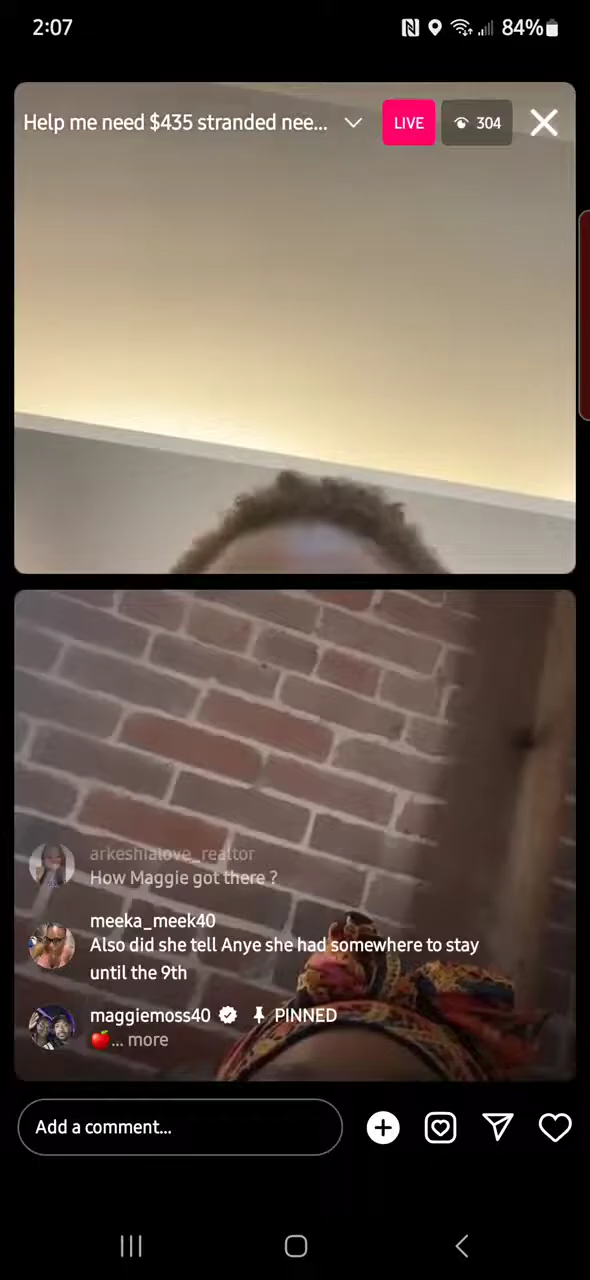 2:07
84%
Help me need $435 stranded nee...
LIVE
304
arkeshialove_realtor
How Maggie got there ?
meeka_meek40
Also did she tell Anye she had somewhere to stay
until the 9th
maggiemoss40 PINNED
🍎... more
Add a comment...